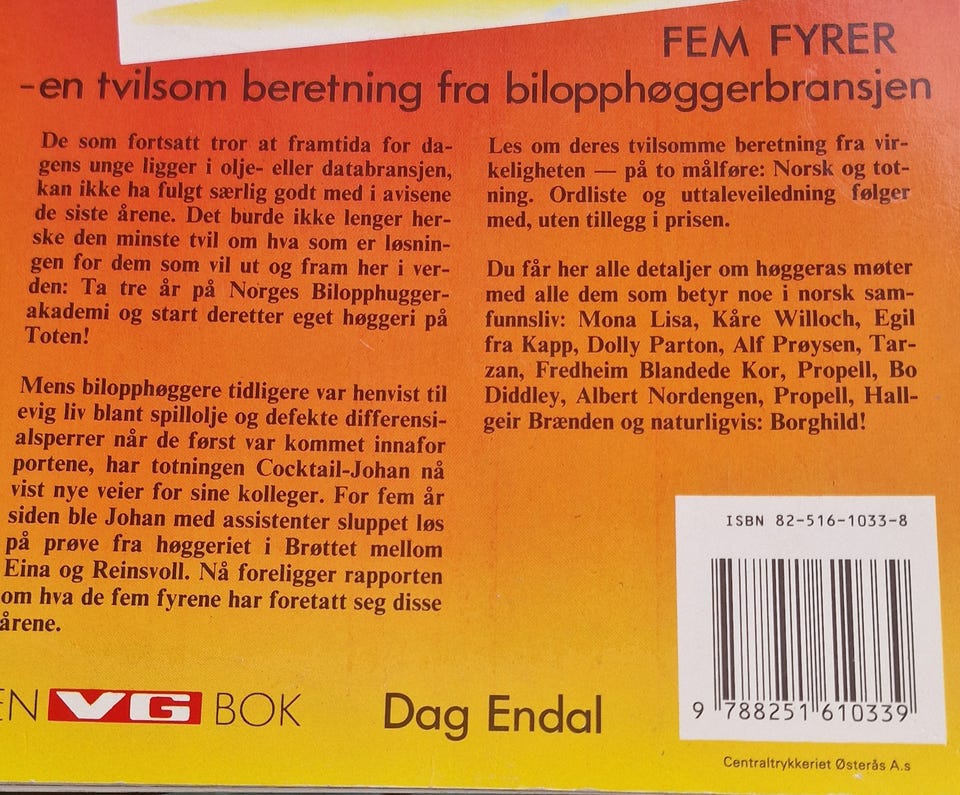 FEM FYRER
-en tvilsom beretning fra bilopphøggerbransjen
De som fortsatt tror at framtida for da-
gens unge ligger i olje- eller databransjen,
kan ikke ha fulgt særlig godt med i avisene
de siste årene. Det burde ikke lenger her-
ske den minste tvil om hva som er løsnin-
gen for dem som vil ut og fram her i ver-
den: Ta tre år på Norges Bilopphugger-
akademi og start deretter eget høggeri på
Toten!
Mens bilopphøggere tidligere var henvist til
evig liv blant spillolje og defekte differensi-
alsperrer når de først var kommet innafor
portene, har totningen Cocktail-Johan nå
vist nye veier for sine kolleger. For fem år
siden ble Johan med assistenter sluppet løs
på prøve fra høggeriet i Brøttet mellom
Eina og Reinsvoll. Nå foreligger rapporten
om hva de fem fyrene har foretatt seg disse
årene.
Les om deres tvilsomme beretning fra vir-
keligheten — på to målføre: Norsk og tot-
ning. Ordliste og uttaleveiledning følger
med, uten tillegg i prisen.
Du får her alle detaljer om høggeras møter
med alle dem som betyr noe i norsk sam-
funnsliv: Mona Lisa, Kåre Willoch, Egil
fra Kapp, Dolly Parton, Alf Prøysen, Tar-
zan, Fredheim Blandede Kor, Propell, Bo
Diddley, Albert Nordengen, Propell, Hall-
geir Brænden og naturligvis: Borghild!
ISBN 82-516-1033-8
9 788251 610339
EN VG BOK
Dag Endal
Centraltrykkeriet Østerås A.s